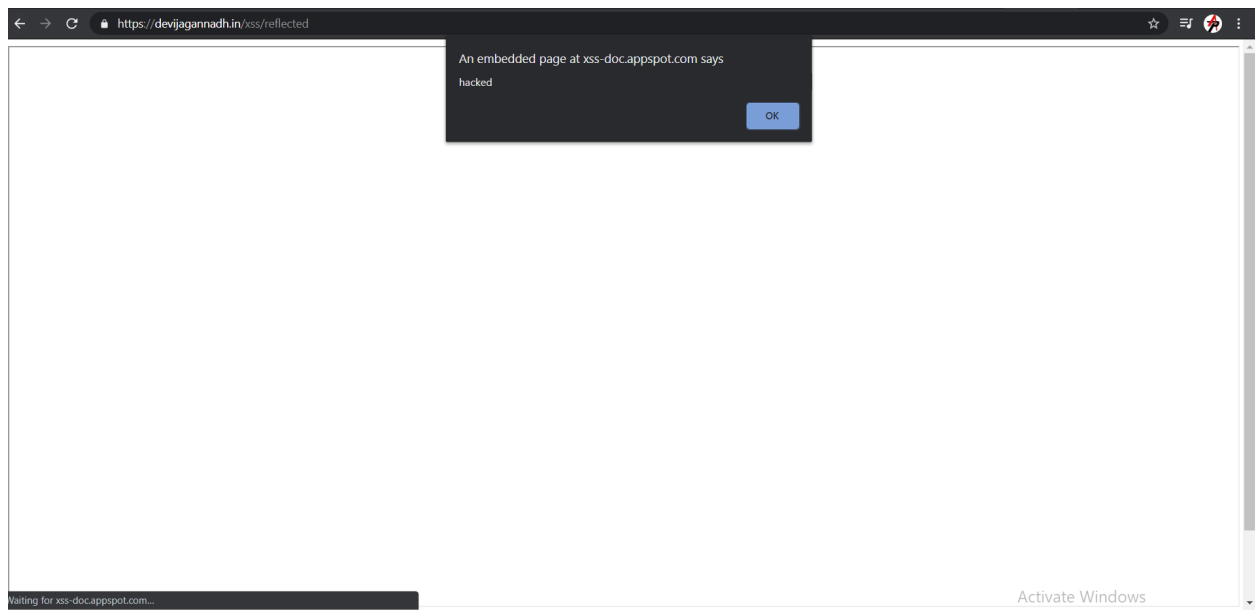 https://devijagannadh.in/xss/reflected
An embedded page at xss-doc.appspot.com says
hacked
OK
Waiting for xss-doc.appspot.com...
Activate Windows